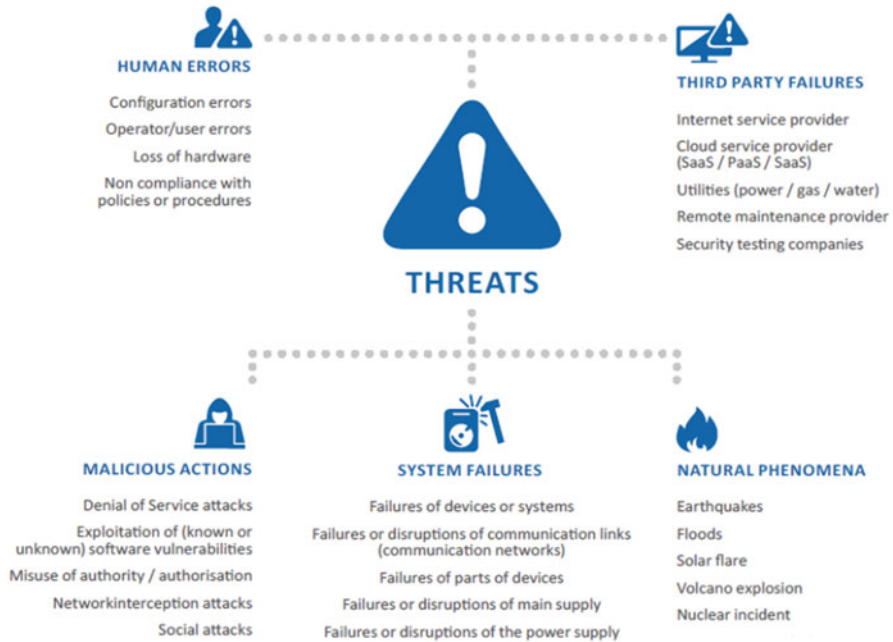 HUMAN ERRORS
Configuration errors
Operator/user errors
Loss of hardware
Non compliance with
policies or procedures
THIRD PARTY FAILURES
Internet service provider
Cloud service provider
(SaaS / PaaS / SaaS)
Utilities (power / gas / water)
Remote maintenance provider
Security testing companies
THREATS
MALICIOUS ACTIONS
Denial of Service attacks
Exploitation of (known or
unknown) software vulnerabilities
Misuse of authority / authorisation
Networkinterception attacks
Social attacks
SYSTEM FAILURES
Failures of devices or systems
Failures or disruptions of communication links
(communication networks)
Failures of parts of devices
Failures or disruptions of main supply
Failures or disruptions of the power supply
NATURAL PHENOMENA
Earthquakes
Floods
Solar flare
Volcano explosion
Nuclear incident